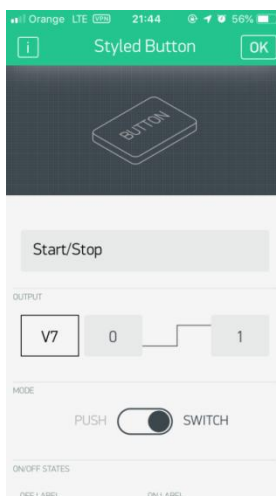 Orange LTE VPN 21:44 56%
i Styled Button OK
BUTTON
Start/Stop
OUTPUT
V7 0 1
MODE
PUSH SWITCH
ON/OFF STATES
OFF LABEL ON LABEL